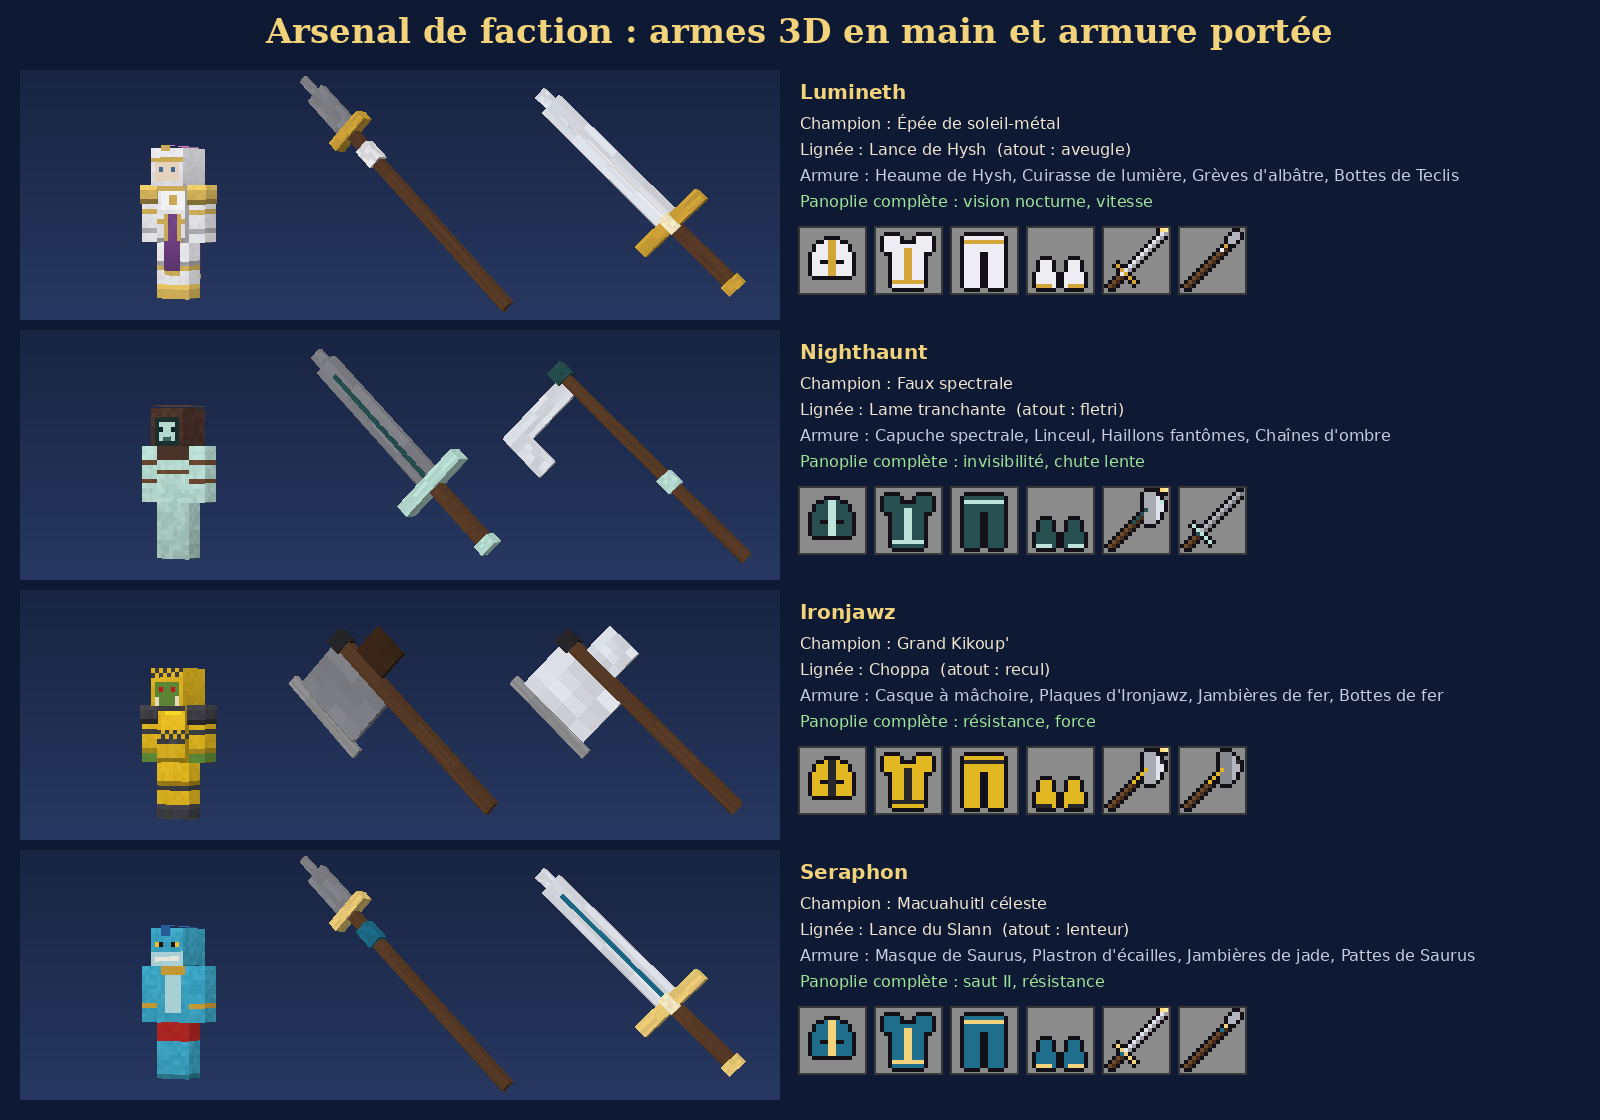 Arsenal de faction : armes 3D en main et armure portée
Lumineth
Champion : Épée de soleil-métal
Lignée : Lance de Hysh (atout : aveugle)
Armure : Heaume de Hysh, Cuirasse de lumière, Grèves d'albâtre, Bottes de Teclis
Panoplie complète : vision nocturne, vitesse
Nighthaunt
Champion : Faux spectrale
Lignée : Lame tranchante (atout : fletri)
Armure : Capuche spectrale, Linceul, Haillons fantômes, Chaînes d'ombre
Panoplie complète : invisibilité, chute lente
Ironjawz
Champion : Grand Kikoup'
Lignée : Choppa (atout : recul)
Armure : Casque à mâchoire, Plaques d'Ironjawz, Jambières de fer, Bottes de fer
Panoplie complète : résistance, force
Seraphon
Champion : Macuahuitl céleste
Lignée : Lance du Slann (atout : lenteur)
Armure : Masque de Saurus, Plastron d'écailles, Jambières de jade, Pattes de Saurus
Panoplie complète : saut II, résistance